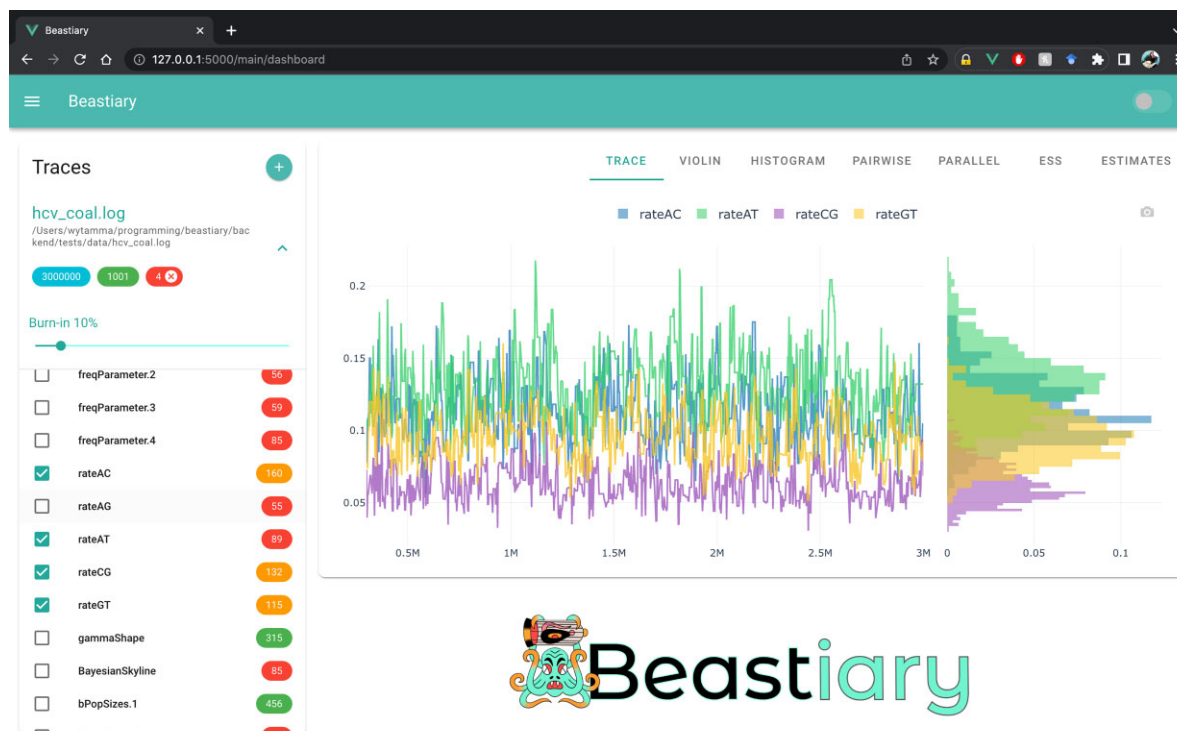 Beastiary
127.0.0.1:5000/main/dashboard
Beastiary
Traces
+
hcv_coal.log
/Users/wytamma/programming/beastiary/bac
kend/tests/data/hcv_coal.log
3000000 1001 4
Burn-in 10%
freqParameter.2 56
freqParameter.3 59
freqParameter.4 85
rateAC 160
rateAG 55
rateAT 89
rateCG 132
rateGT 115
gammaShape 315
BayesianSkyline 85
bPopSizes.1 456
TRACE VIOLIN HISTOGRAM PAIRWISE PARALLEL ESS ESTIMATES
rateAC rateAT rateCG rateGT
0.2
0.15
0.1
0.05
0.5M 1M 1.5M 2M 2.5M 3M 0 0.05 0.1
Beastiary